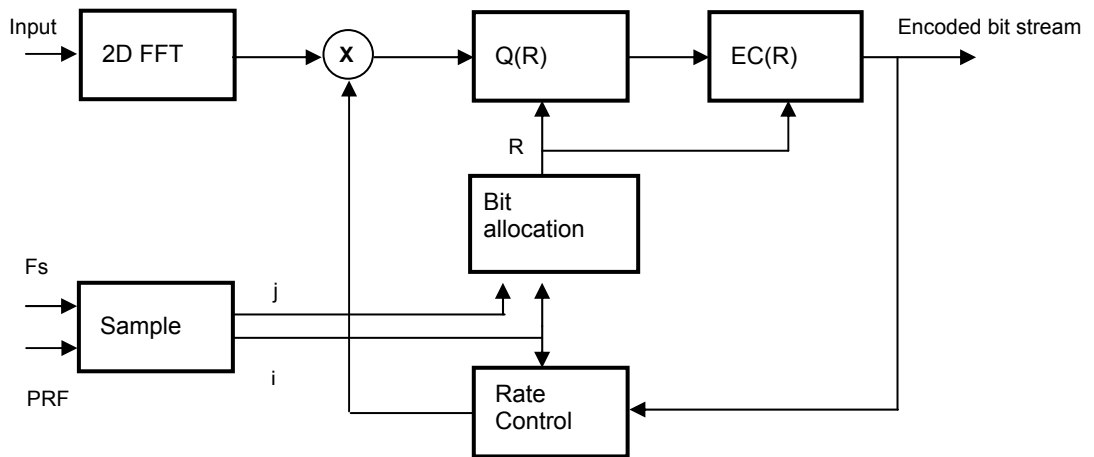 Input
2D FFT
X
Q(R)
EC(R)
Encoded bit stream
R
Bit
allocation
Fs
PRF
Sample
j
i
Rate
Control